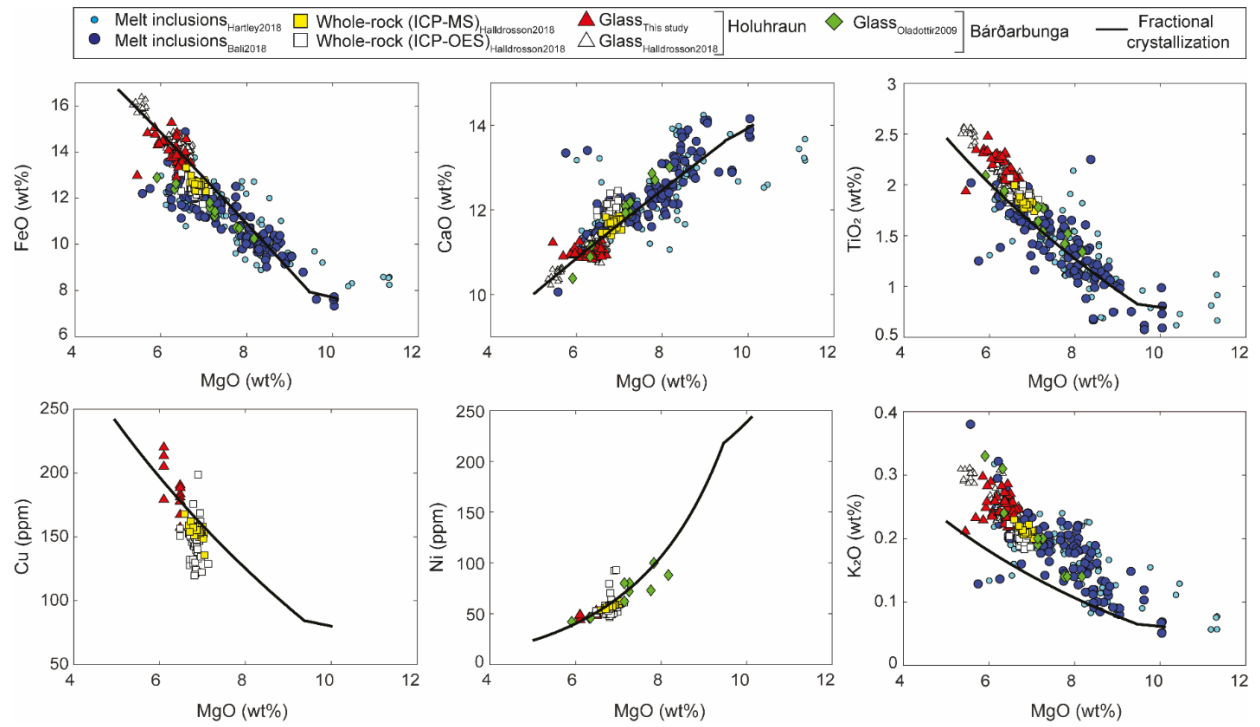 Melt inclusionsHartley2018 Whole-rock (ICP-MS)Halldrosson2018 GlassThis study Holuhraun GlassOladottir2009 Bárðarbunga Fractional
Melt inclusionsBali2018 Whole-rock (ICP-OES)Halldrosson2018 GlassHalldrosson2018 crystallization
16
14
12
10
8
6
FeO (wt%)
4 6 8 10 12
MgO (wt%)
14
12
10
CaO (wt%)
4 6 8 10 12
MgO (wt%)
3
2.5
2
1.5
1
0.5
TiO₂ (wt%)
4 6 8 10 12
MgO (wt%)
250
200
150
100
50
Cu (ppm)
4 6 8 10 12
MgO (wt%)
250
200
150
100
50
0
Ni (ppm)
4 6 8 10 12
MgO (wt%)
0.4
0.3
0.2
0.1
0
K₂O (wt%)
4 6 8 10 12
MgO (wt%)